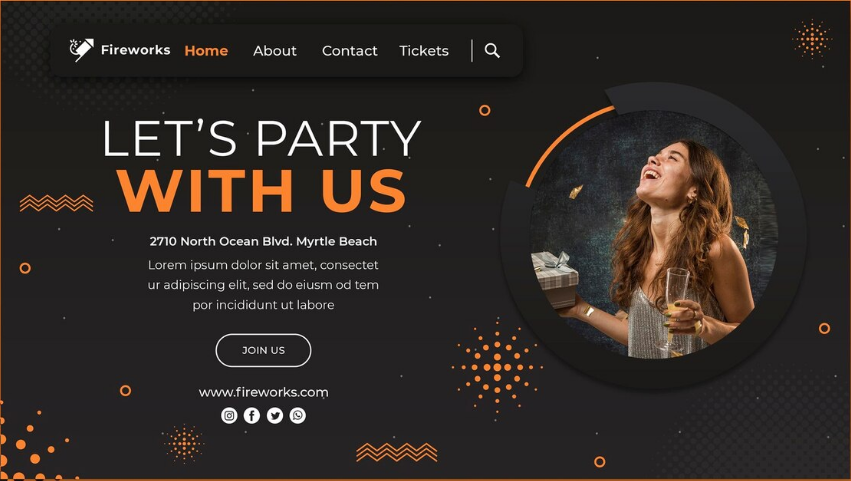 Fireworks Home About Contact Tickets
LET’S PARTY
WITH US
2710 North Ocean Blvd. Myrtle Beach
Lorem ipsum dolor sit amet, consectet
ur adipiscing elit, sed do eiusm od tem
por incididunt ut labore
JOIN US
www.fireworks.com